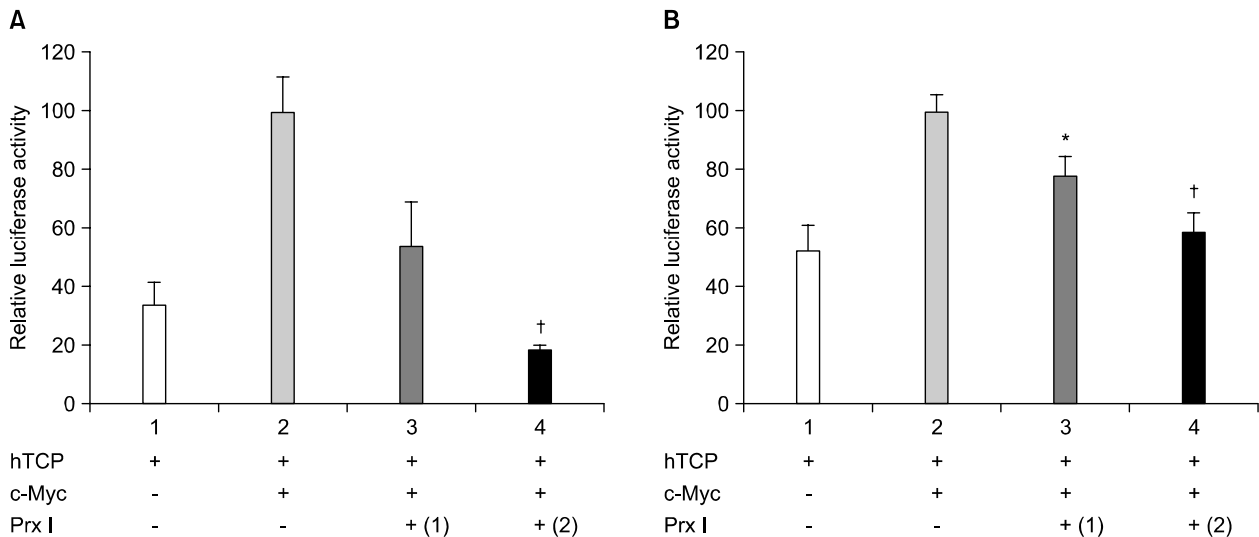 A
Relative luciferase activity
120
100
80
60
40
20
0
†
1 2 3 4
hTCP + + + +
c-Myc - + + +
Prx I - - + (1) + (2)
B
Relative luciferase activity
120
100
80
60
40
20
0
*
†
1 2 3 4
hTCP + + + +
c-Myc - + + +
Prx I - - + (1) + (2)